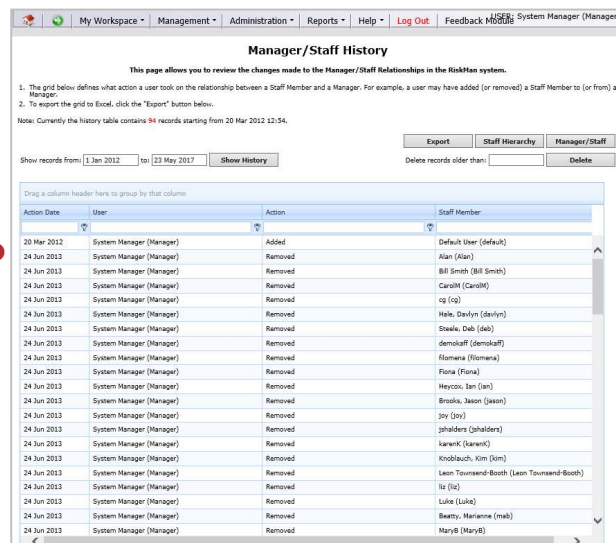 My Workspace Management Administration Reports Help Log Out Feedback Module USER: System Manager (Manager
Manager/Staff History
This page allows you to review the changes made to the Manager/Staff Relationships in the RiskMan system.
1. The grid below defines what action a user took on the relationship between a Staff Member and a Manager. For example, a user may have added (or removed) a Staff Member to (or from) a
Manager.
2. To export the grid to Excel, click the "Export" button below.
Note: Currently the history table contains 94 records starting from 20 Mar 2012 12:54.
Export Staff Hierarchy Manager/Staff
Show records from: 1 Jan 2012 to: 23 May 2017 Show History Delete records older than: Delete
Drag a column header here to group by that column
Action Date User Action Staff Member
20 Mar 2012 System Manager (Manager) Added Default User (default)
24 Jun 2013 System Manager (Manager) Removed Alan (Alan)
24 Jun 2013 System Manager (Manager) Removed Bill Smith (Bill Smith)
24 Jun 2013 System Manager (Manager) Removed CarolM (CarolM)
24 Jun 2013 System Manager (Manager) Removed cg (cg)
24 Jun 2013 System Manager (Manager) Removed Hale, Davlyn (davlyn)
24 Jun 2013 System Manager (Manager) Removed Steele, Deb (deb)
24 Jun 2013 System Manager (Manager) Removed demokaff (demokaff)
24 Jun 2013 System Manager (Manager) Removed filomena (filomena)
24 Jun 2013 System Manager (Manager) Removed Fiona (Fiona)
24 Jun 2013 System Manager (Manager) Removed Heycox, Ian (ian)
24 Jun 2013 System Manager (Manager) Removed Brooks, Jason (jason)
24 Jun 2013 System Manager (Manager) Removed joy (joy)
24 Jun 2013 System Manager (Manager) Removed jshalders (jshalders)
24 Jun 2013 System Manager (Manager) Removed karenK (karenK)
24 Jun 2013 System Manager (Manager) Removed Knoblauch, Kim (kim)
24 Jun 2013 System Manager (Manager) Removed Leon Townsend-Booth (Leon Townsend-Booth)
24 Jun 2013 System Manager (Manager) Removed liz (liz)
24 Jun 2013 System Manager (Manager) Removed Luke (Luke)
24 Jun 2013 System Manager (Manager) Removed Beatty, Marianne (mab)
24 Jun 2013 System Manager (Manager) Removed MaryB (MaryB)